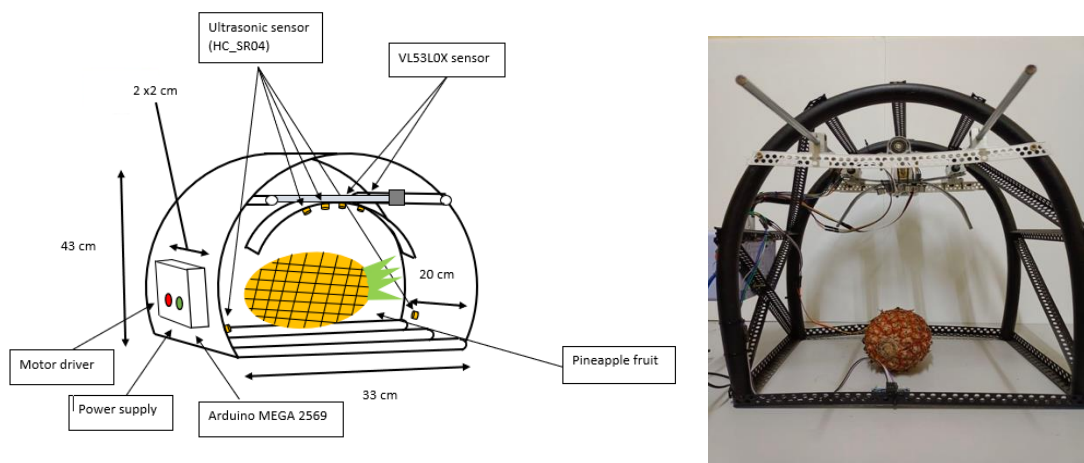 Ultrasonic sensor
(HC_SR04)
VL53L0X sensor
2 x2 cm
43 cm
20 cm
Motor driver
Pineapple fruit
33 cm
Power supply
Arduino MEGA 2569